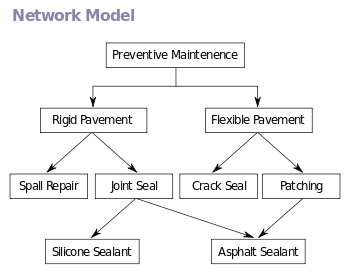 Network Model
Preventive Maintenence
Rigid Pavement
Flexible Pavement
Spall Repair
Joint Seal
Crack Seal
Patching
Silicone Sealant
Asphalt Sealant